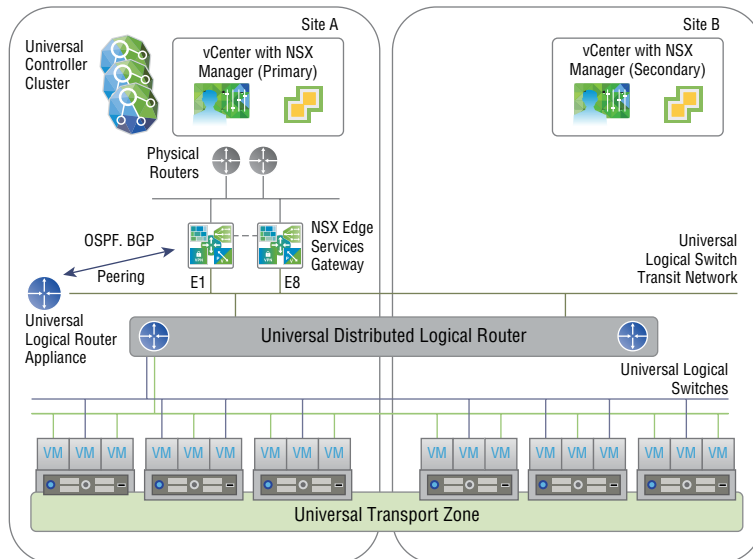 Site A
Site B
Universal
Controller
Cluster
vCenter with NSX
Manager (Primary)
vCenter with NSX
Manager (Secondary)
Physical
Routers
OSPF. BGP
Peering
NSX Edge
Services
Gateway
E1
E8
Universal
Logical Switch
Transit Network
Universal
Logical Router
Appliance
Universal Distributed Logical Router
Universal Logical
Switches
VM VM VM
VM VM VM
VM VM VM
VM VM VM
VM VM VM
VM VM VM
Universal Transport Zone